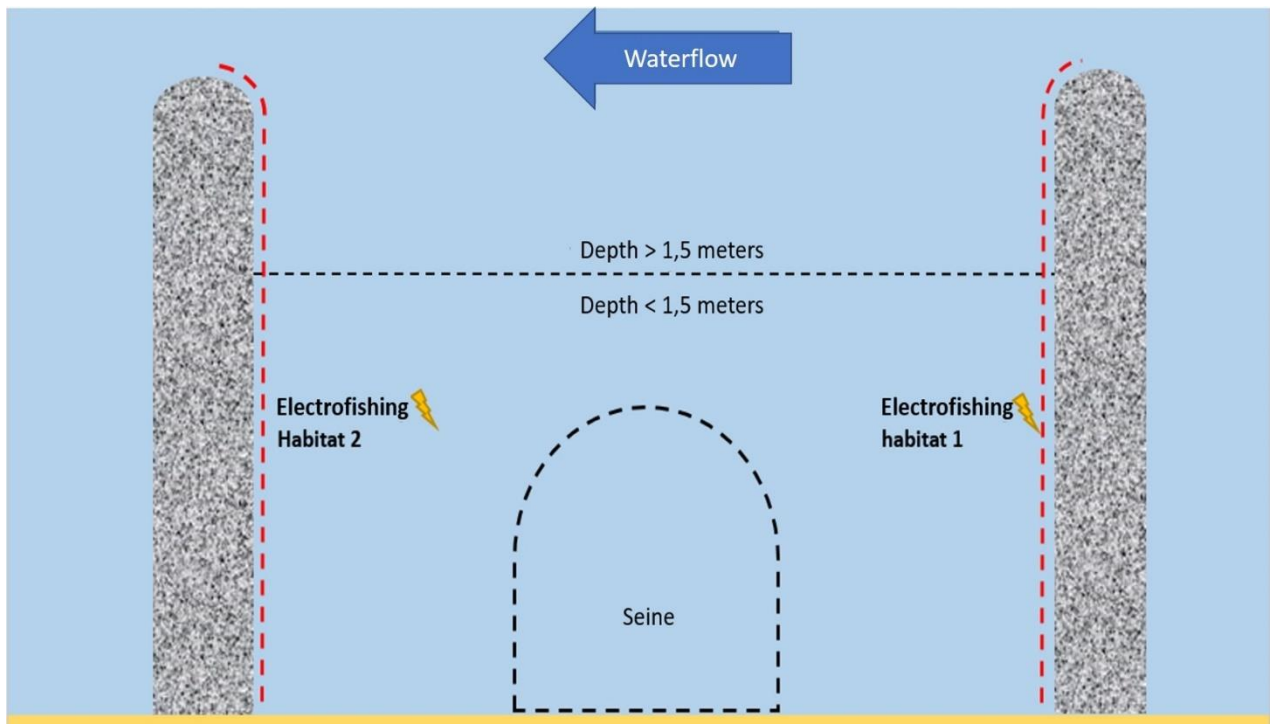 Waterflow
Depth > 1,5 meters
Depth < 1,5 meters
Electrofishing
Habitat 2
Electrofishing
habitat 1
Seine